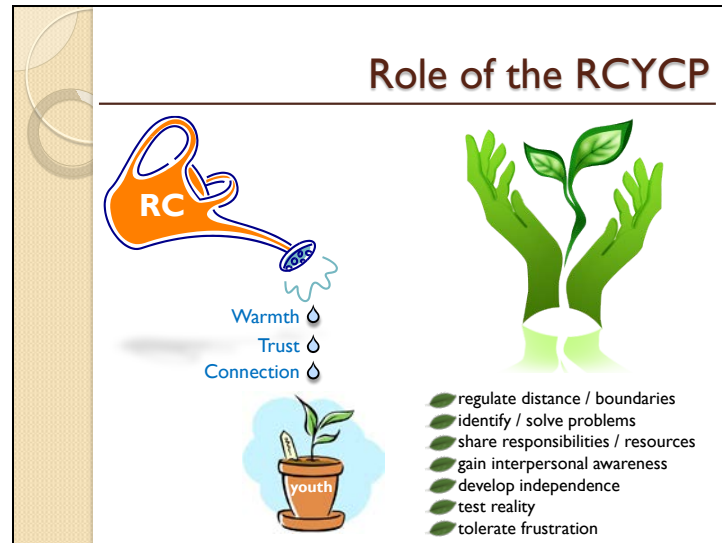 Role of the RCYCP
RC
Warmth
Trust
Connection
youth
regulate distance / boundaries
identify / solve problems
share responsibilities / resources
gain interpersonal awareness
develop independence
test reality
tolerate frustration